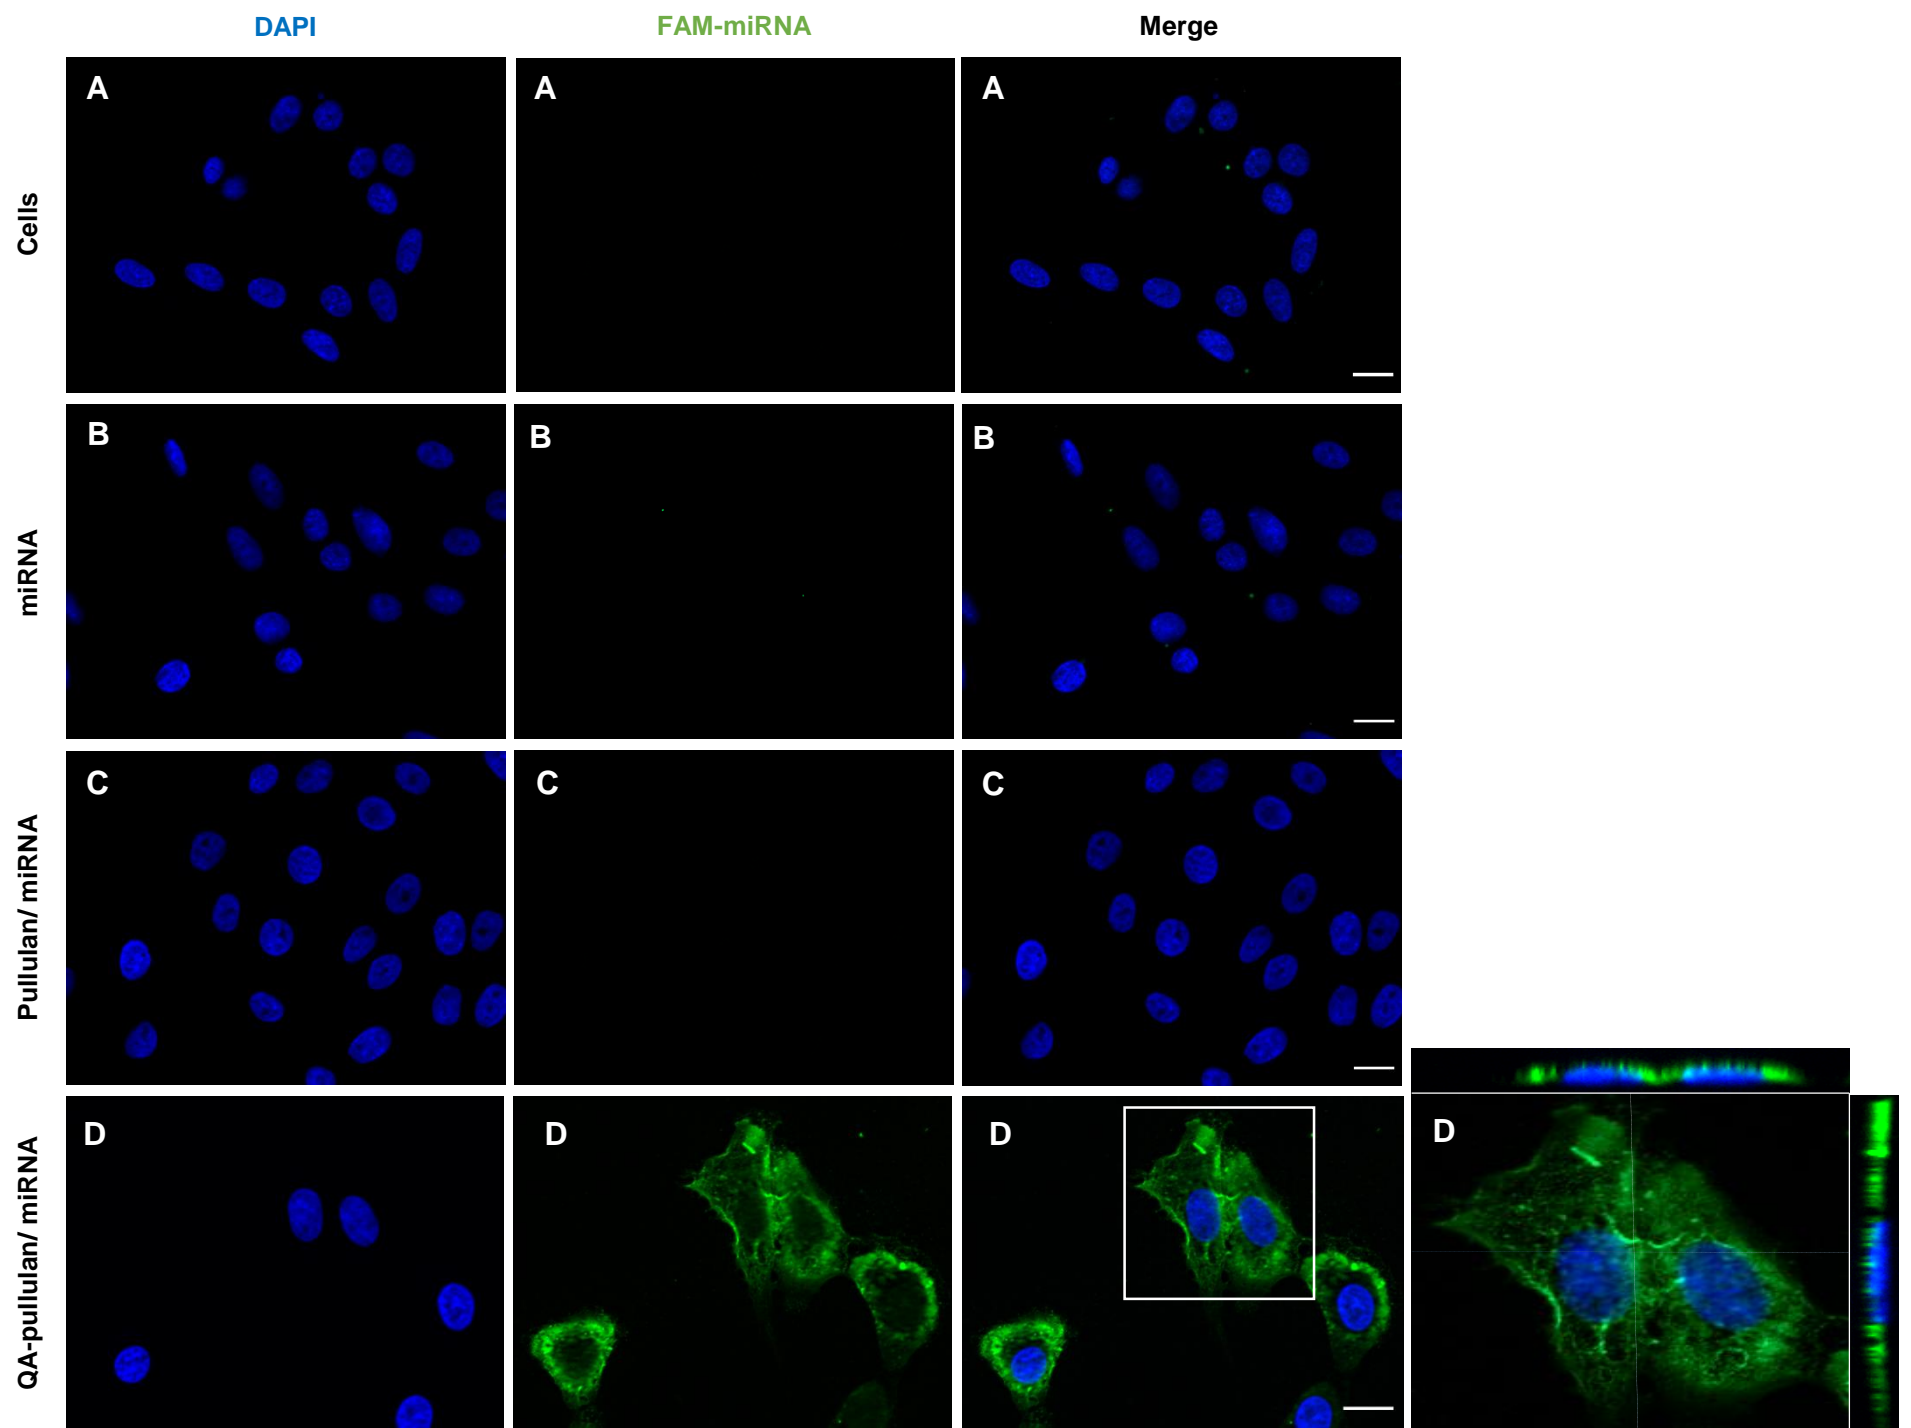 DAPI FAM-miRNA Merge
Cells
A A A
miRNA
B B B
Pullulan/ miRNA
C C C
QA-pullulan/ miRNA
D D D D